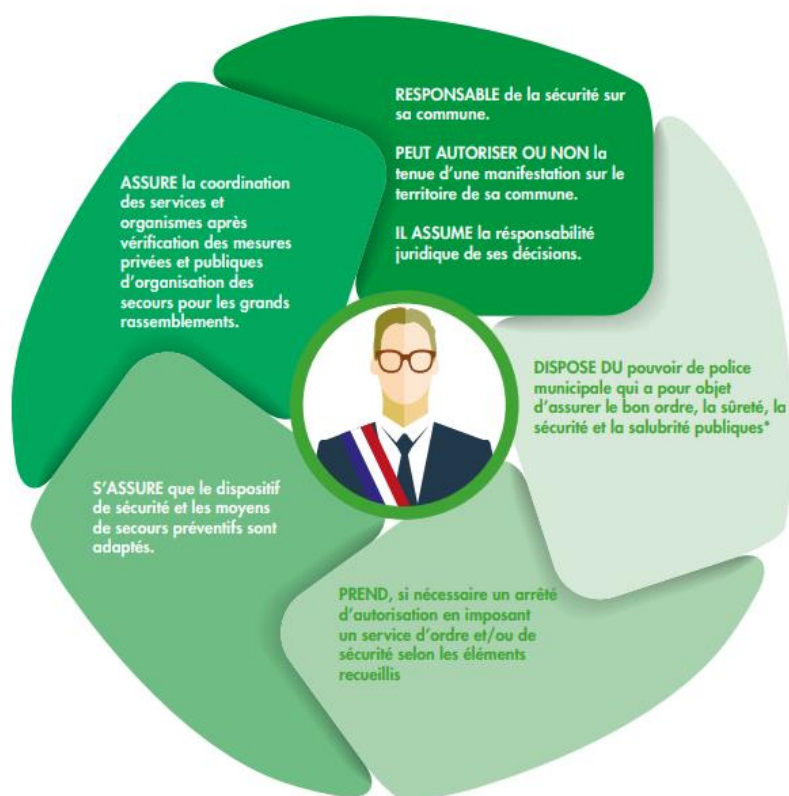 RESPONSABLE de la sécurité sur
sa commune.
PEUT AUTORISER OU NON la
tenue d'une manifestation sur le
territoire de sa commune.
IL ASSUME la résponsabilité
juridique de ses décisions.
DISPOSE DU pouvoir de police
municipale qui a pour objet
d'assurer le bon ordre, la sûreté, la
sécurité et la salubrité publiques*
PREND, si nécessaire un arrêté
d'autorisation en imposant
un service d'ordre et/ou de
sécurité selon les éléments
recueillis
S'ASSURE que le dispositif
de sécurité et les moyens
de secours préventifs sont
adaptés.
ASSURE la coordination
des services et
organismes après
vérification des mesures
privées et publiques
d'organisation des
secours pour les grands
rassemblements.